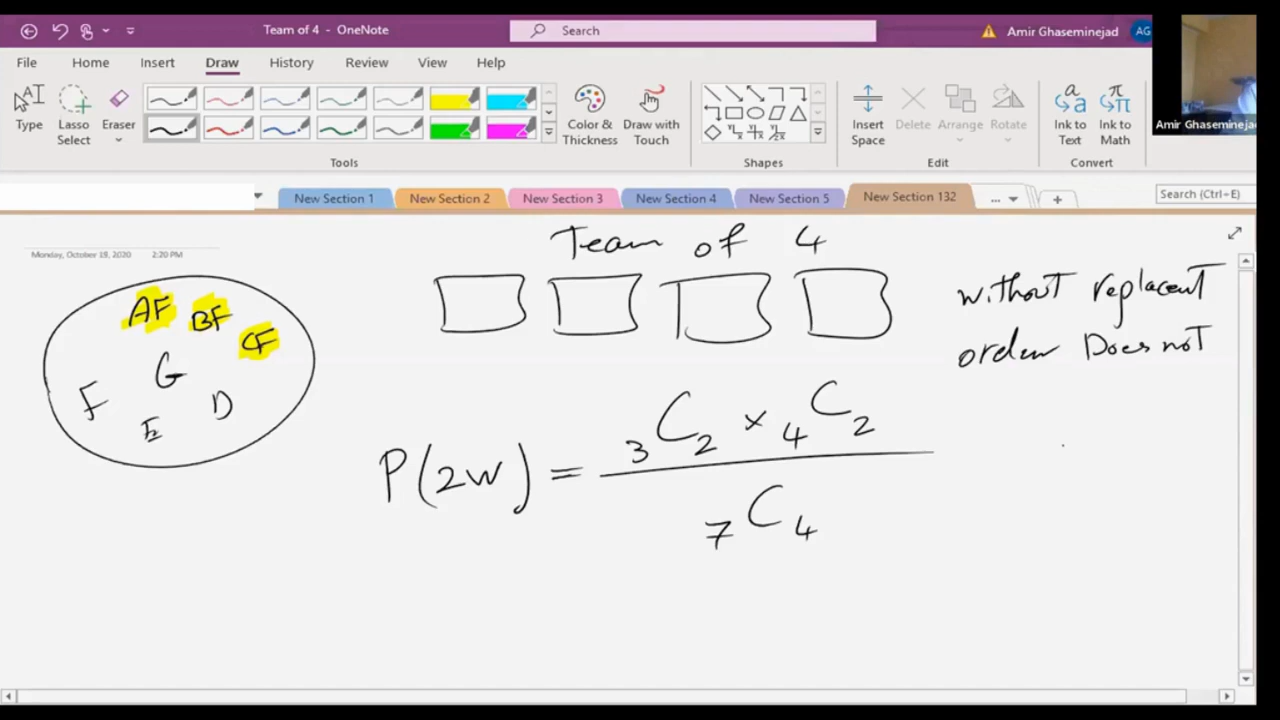 Team of 4 - OneNote
Search
Amir Ghaseminejad
AG
File Home Insert Draw History Review View Help
Type
Lasso Select
Eraser
Color & Thickness
Draw with Touch
Insert Space
Delete
Arrange
Rotate
Ink to Text
Ink to Math
Amir Ghaseminejad
Tools
Shapes
Edit
Convert
New Section 1
New Section 2
New Section 3
New Section 4
New Section 5
New Section 132
...
Search (Ctrl+E)
Team of 4
Monday, October 19, 2020 2:20 PM
without replacent
order Does not
AF BF
CF
G
F D
E
P(2W) = 3C2 × 4C2
7C4